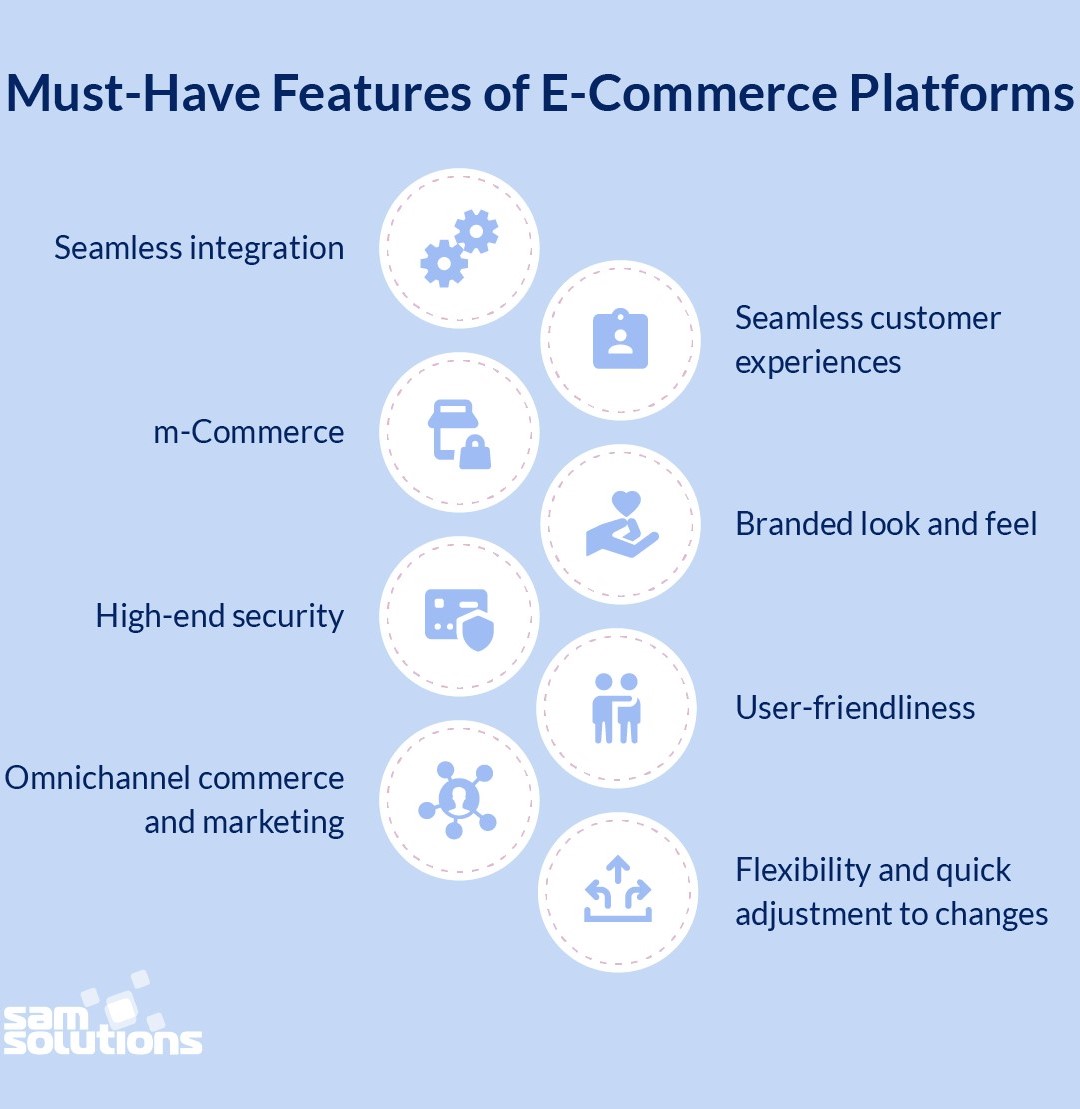 Must-Have Features of E-Commerce Platforms
Seamless integration
Seamless customer
experiences
m-Commerce
Branded look and feel
High-end security
User-friendliness
Omnichannel commerce
and marketing
Flexibility and quick
adjustment to changes
sam
solutions